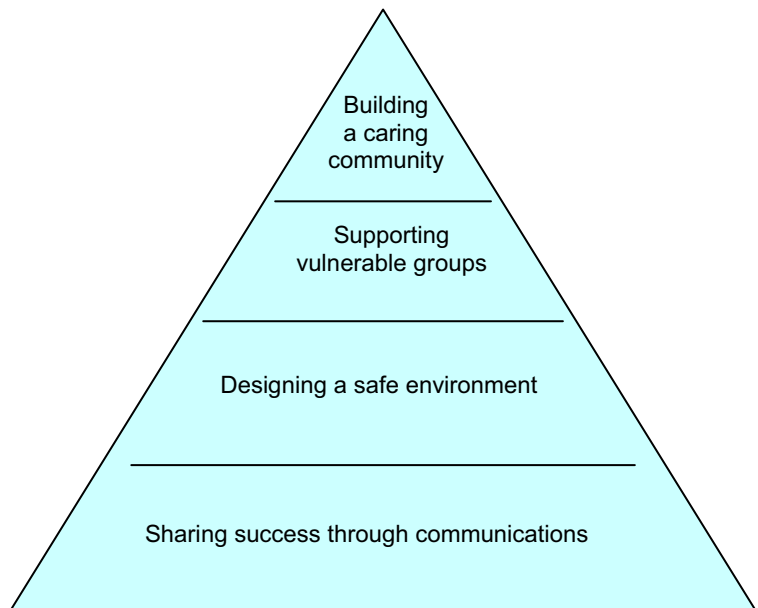 Building
a caring
community
Supporting
vulnerable groups
Designing a safe environment
Sharing success through communications